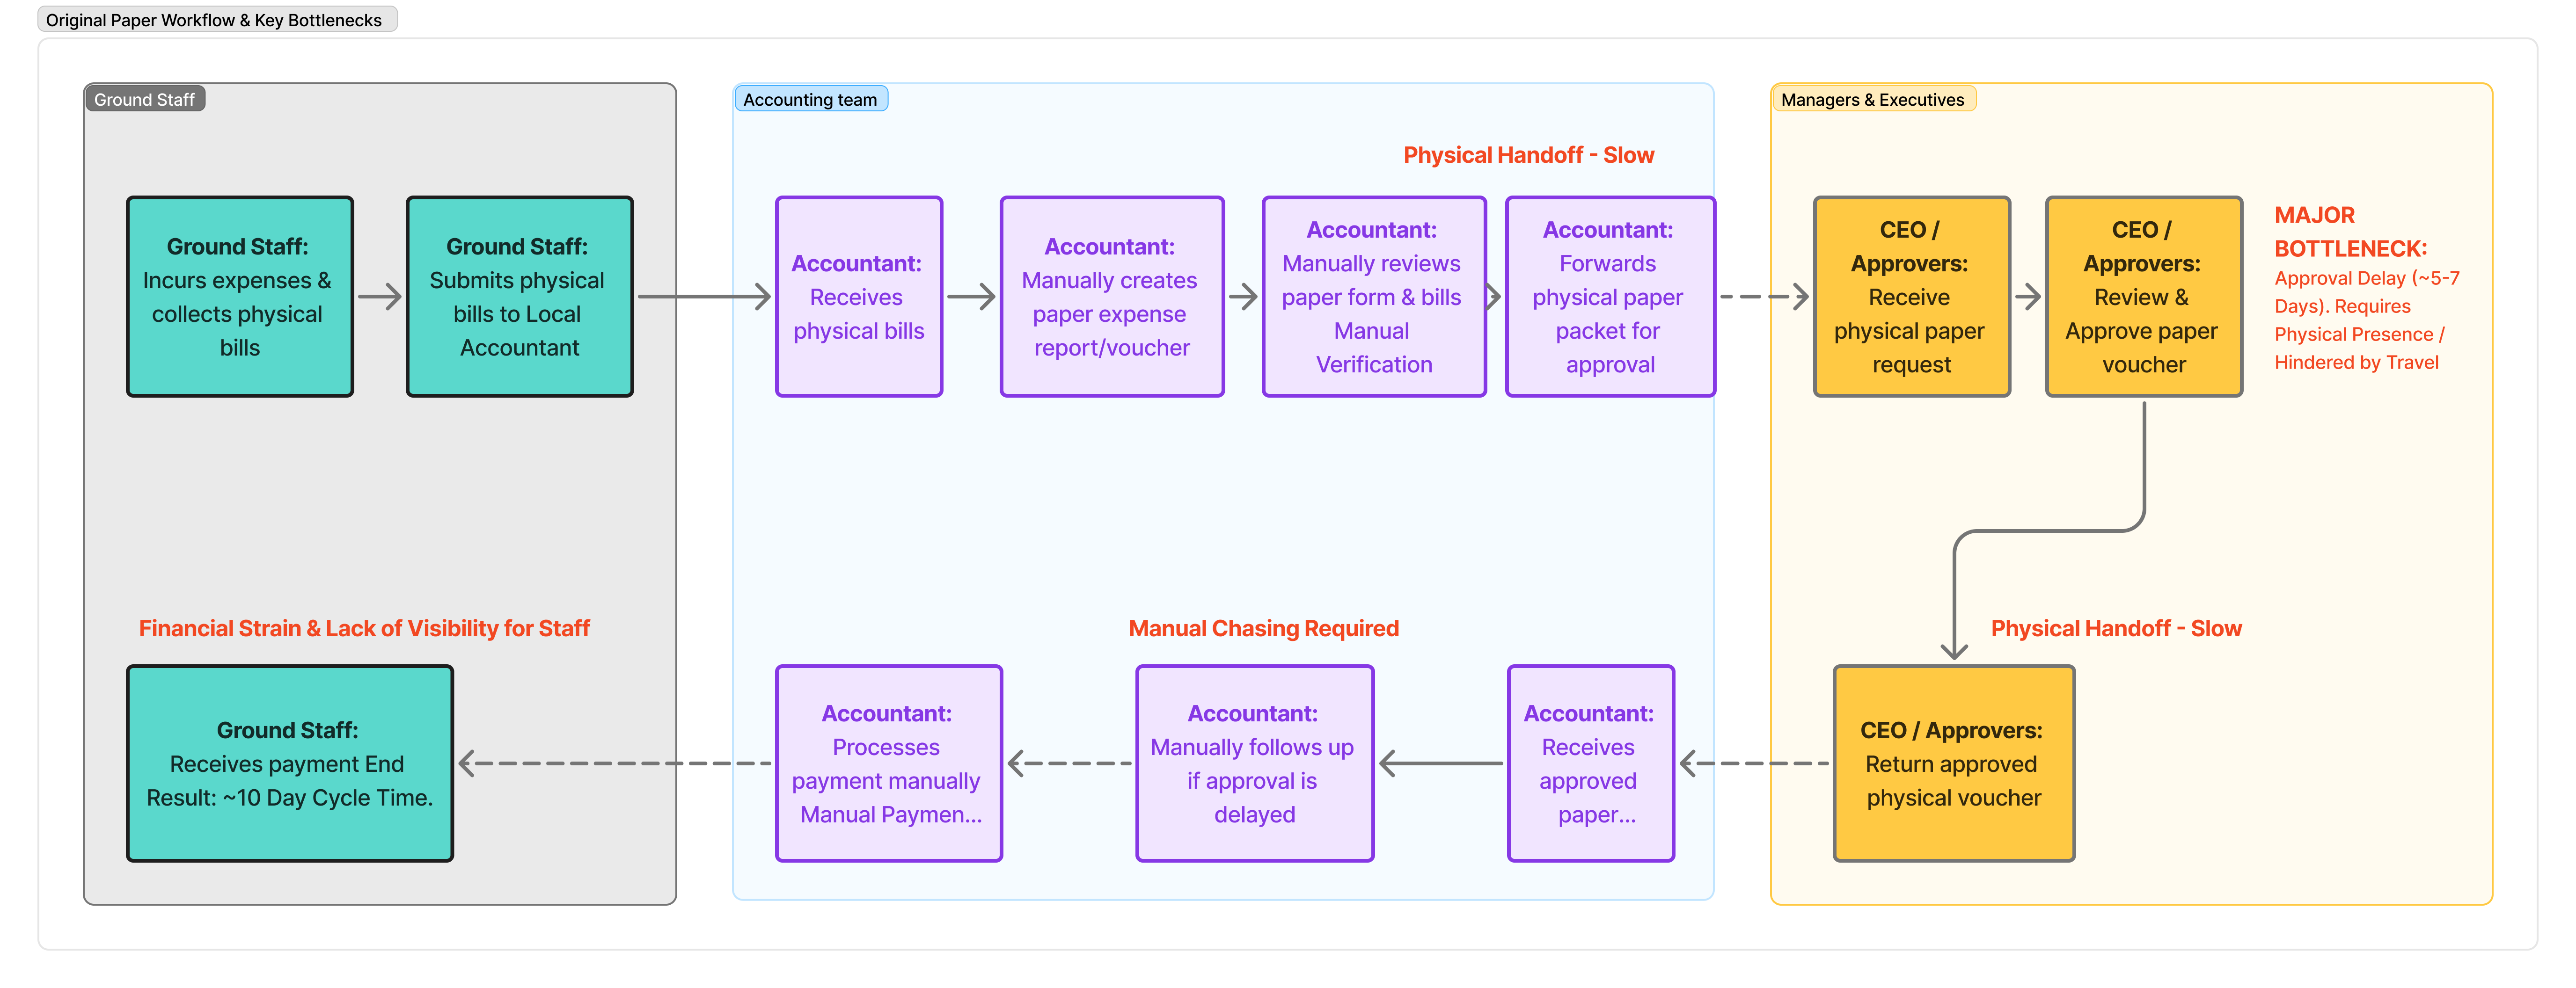 Original Paper Workflow & Key Bottlenecks
Ground Staff
Accounting team
Managers & Executives
Physical Handoff - Slow
Ground Staff:
Incurs expenses &
collects physical
bills
Ground Staff:
Submits physical
bills to Local
Accountant
Accountant:
Receives
physical bills
Accountant:
Manually creates
paper expense
report/voucher
Accountant:
Manually reviews
paper form & bills
Manual
Verification
Accountant:
Forwards
physical paper
packet for
approval
CEO /
Approvers:
Receive
physical paper
request
CEO /
Approvers:
Review &
Approve paper
voucher
MAJOR
BOTTLENECK:
Approval Delay (~5-7
Days). Requires
Physical Presence /
Hindered by Travel
Financial Strain & Lack of Visibility for Staff
Manual Chasing Required
Physical Handoff - Slow
Ground Staff:
Receives payment End
Result: ~10 Day Cycle Time.
Accountant:
Processes
payment manually
Manual Paymen...
Accountant:
Manually follows up
if approval is
delayed
Accountant:
Receives
approved
paper...
CEO / Approvers:
Return approved
physical voucher